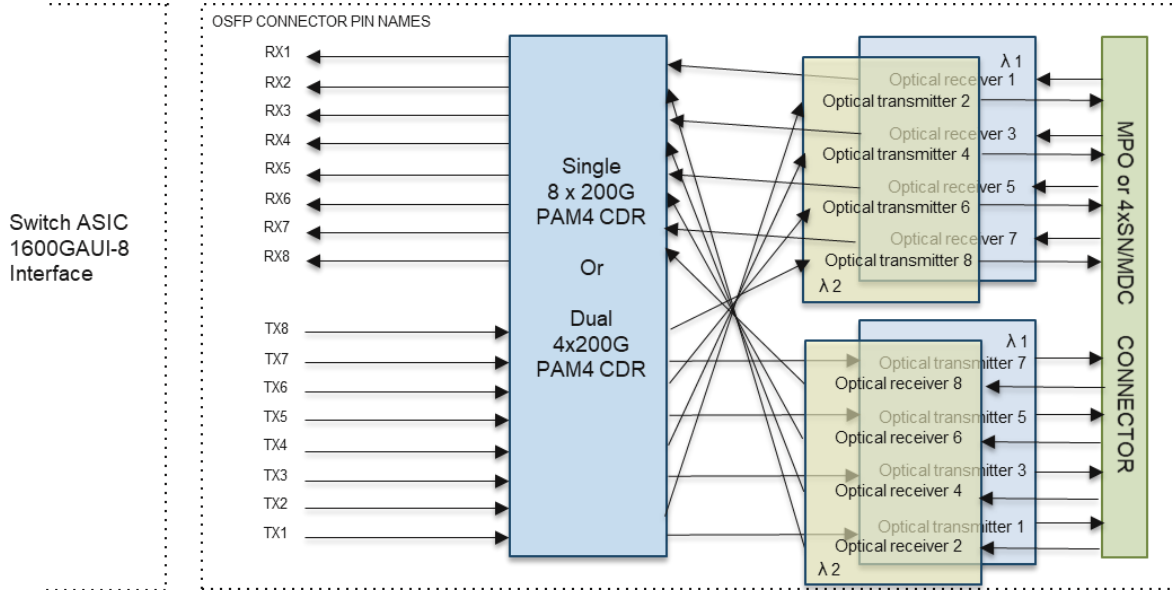 OSFP CONNECTOR PIN NAMES
Switch ASIC
1600GAUI-8
Interface
RX1
RX2
RX3
RX4
RX5
RX6
RX7
RX8
TX8
TX7
TX6
TX5
TX4
TX3
TX2
TX1
Single
8 x 200G
PAM4 CDR
Or
Dual
4x200G
PAM4 CDR
λ 1
Optical receiver 1
Optical transmitter 2
Optical receiver 3
Optical transmitter 4
Optical receiver 5
Optical transmitter 6
Optical receiver 7
Optical transmitter 8
λ 2
λ 1
Optical transmitter 7
Optical receiver 8
Optical transmitter 5
Optical receiver 6
Optical transmitter 3
Optical receiver 4
Optical transmitter 1
Optical receiver 2
λ 2
MPO or 4xSN/MDC CONNECTOR